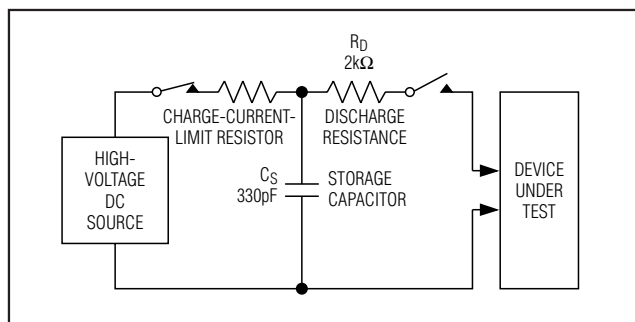 R_D
2kΩ
CHARGE-CURRENT-
LIMIT RESISTOR
DISCHARGE
RESISTANCE
HIGH-
VOLTAGE
DC
SOURCE
C_S
330pF
STORAGE
CAPACITOR
DEVICE
UNDER
TEST